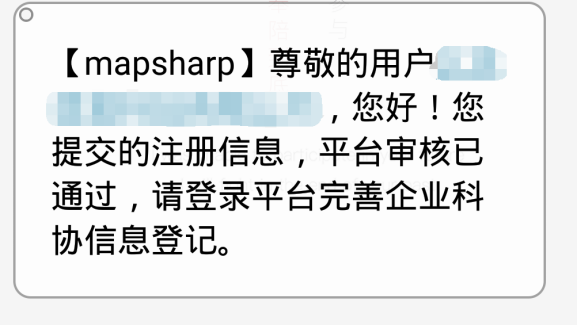 【mapsharp】尊敬的用户
，您好！您
提交的注册信息，平台审核已
通过，请登录平台完善企业科
协信息登记。